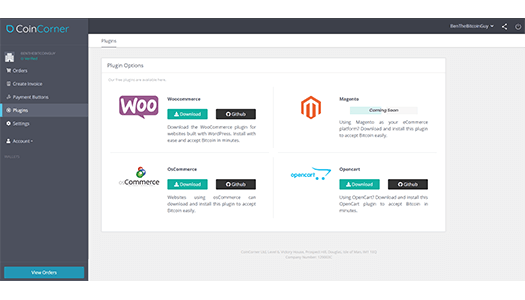 CoinCorner
BenTheBitcoinGuy
Orders
Create Invoice
Payment Buttons
Plugins
Settings
Account
View Orders
Plugins
Plugin Options
Our free plugins are available here.
WOO
Woocommerce
Download
Github
Download the WooCommerce plugin for
websites built with WordPress. Install with
ease and accept Bitcoin in minutes.
Magento
Coming Soon
Using Magento as your eCommerce
platform? Download and install this plugin to
accept Bitcoin easily.
osCommerce
OsCommerce
Download
Github
Websites using osCommerce can
download and install this plugin to accept
Bitcoin easily.
opencart
Opencart
Download
Github
Using OpenCart? Download and install this
OpenCart plugin to accept Bitcoin in
minutes.